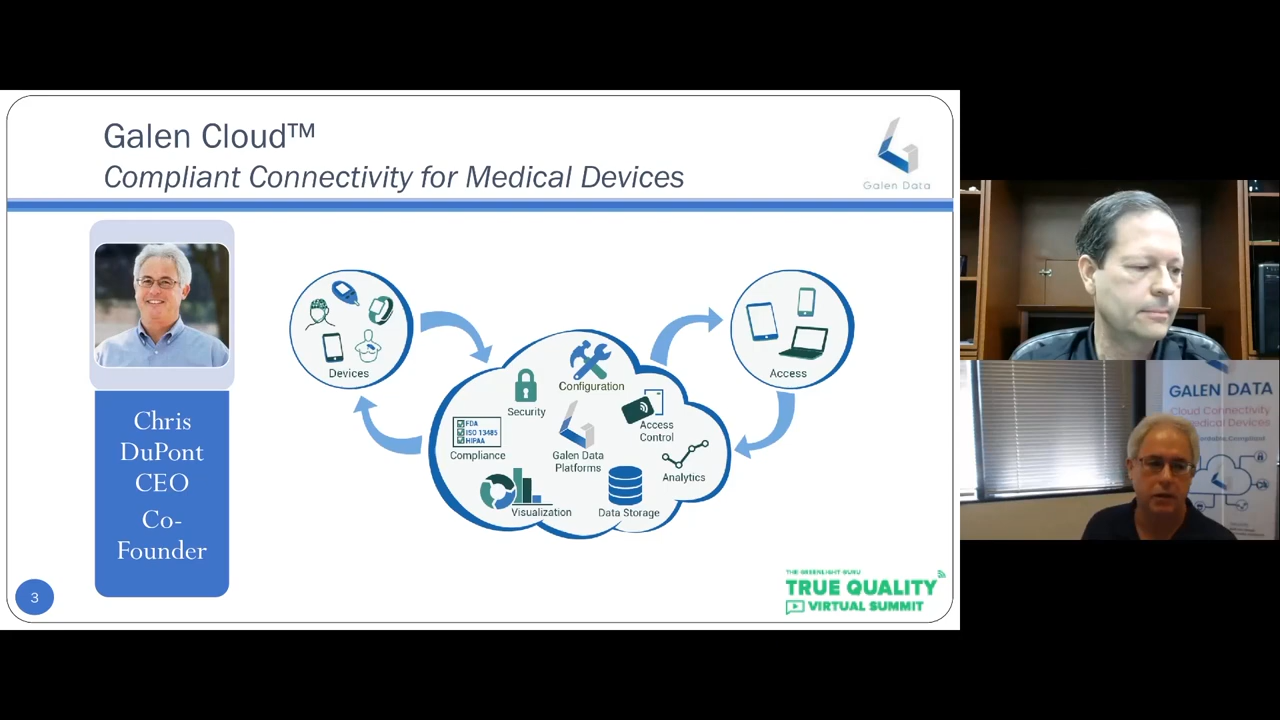 Galen Cloud™
Compliant Connectivity for Medical Devices
Galen Data
Chris
DuPont
CEO
Co-
Founder
Devices
Configuration
Security
FDA
ISO 13485
HIPAA
Compliance
Galen Data
Platforms
Access
Control
Analytics
Visualization
Data Storage
Access
3
THE GREENLIGHT GURU
TRUE QUALITY
VIRTUAL SUMMIT
GALEN DATA
Cloud Connectivity
Medical Devices